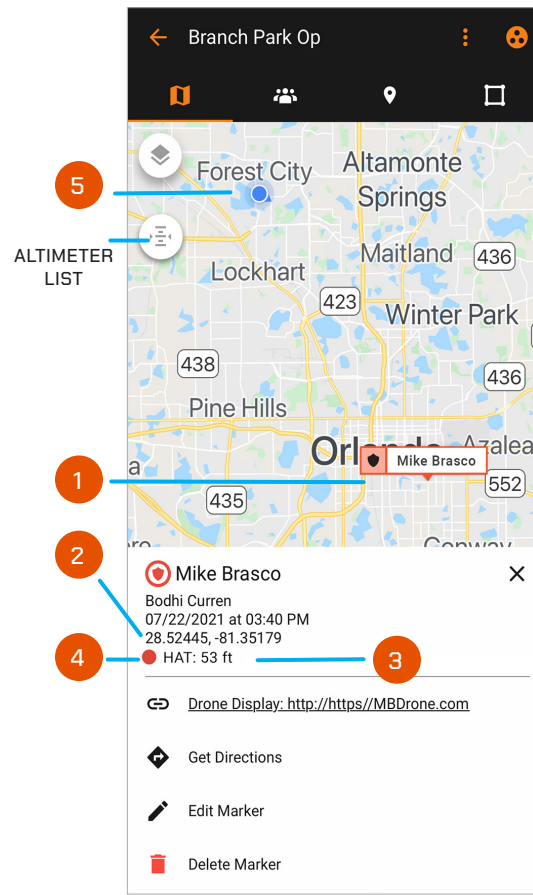 Branch Park Op
5
Forest City
Altamonte
Springs
ALTIMETER
LIST
Maitland
436
Lockhart
423
Winter Park
438
436
Pine Hills
Mike Brasco
Azalea
a
1
435
552
2
Conway
Mike Brasco
Bodhi Curren
07/22/2021 at 03:40 PM
28.52445, -81.35179
4
HAT: 53 ft
3
Drone Display: http://https//MBDrone.com
Get Directions
Edit Marker
Delete Marker